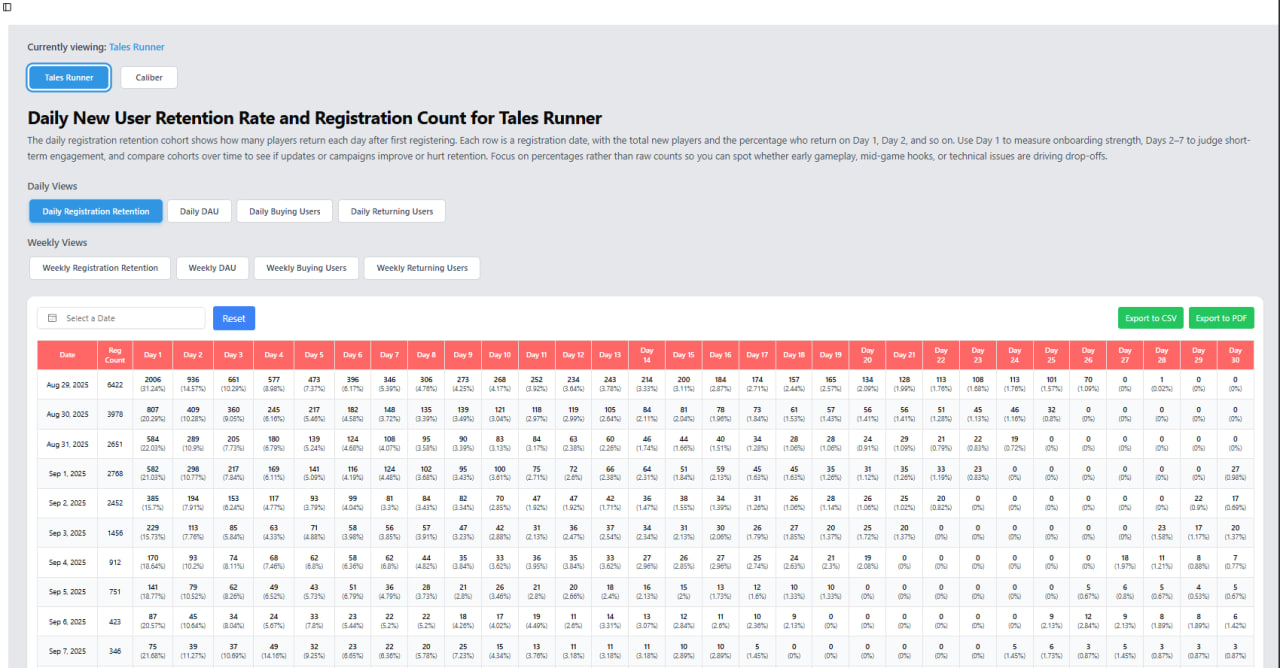 Currently viewing: Tales Runner
Tales Runner Caliber
Daily New User Retention Rate and Registration Count for Tales Runner
The daily registration retention cohort shows how many players return each day after first registering. Each row is a registration date, with the total new players and the percentage who return on Day 1, Day 2, and so on. Use Day 1 to measure onboarding strength, Days 2–7 to judge short-
term engagement, and compare cohorts over time to see if updates or campaigns improve or hurt retention. Focus on percentages rather than raw counts so you can spot whether early gameplay, mid-game hooks, or technical issues are driving drop-offs.
Daily Views
Daily Registration Retention Daily DAU Daily Buying Users Daily Returning Users
Weekly Views
Weekly Registration Retention Weekly DAU Weekly Buying Users Weekly Returning Users
Select a Date Reset Export to CSV Export to PDF
Date Reg Count Day 1 Day 2 Day 3 Day 4 Day 5 Day 6 Day 7 Day 8 Day 9 Day 10 Day 11 Day 12 Day 13 Day 14 Day 15 Day 16 Day 17 Day 18 Day 19 Day 20 Day 21 Day 22 Day 23 Day 24 Day 25 Day 26 Day 27 Day 28 Day 29 Day 30
Aug 29, 2025 6422 2006 936 661 577 473 396 346 306 273 268 252 234 243 214 200 184 174 157 165 134 128 113 108 113 101 70 0 1 0 0
(31.24%) (14.57%) (10.29%) (8.98%) (7.37%) (6.17%) (5.39%) (4.76%) (4.25%) (4.17%) (3.92%) (3.64%) (3.78%) (3.33%) (3.11%) (2.87%) (2.71%) (2.44%) (2.57%) (2.09%) (1.99%) (1.76%) (1.68%) (1.76%) (1.57%) (1.09%) (0%) (0.02%) (0%) (0%)
Aug 30, 2025 3978 807 409 360 245 217 182 148 135 139 121 118 119 105 84 81 78 73 61 57 56 56 51 45 46 32 0 0 0 0 0
(20.29%) (10.28%) (9.05%) (6.16%) (5.46%) (4.58%) (3.72%) (3.39%) (3.49%) (3.04%) (2.97%) (2.99%) (2.64%) (2.11%) (2.04%) (1.96%) (1.84%) (1.53%) (1.43%) (1.41%) (1.41%) (1.28%) (1.13%) (1.16%) (0.8%) (0%) (0%) (0%) (0%) (0%)
Aug 31, 2025 2651 584 289 205 180 139 124 108 95 90 83 84 63 60 46 44 40 34 28 28 24 29 21 22 19 0 0 0 0 0 0
(22.03%) (10.9%) (7.73%) (6.79%) (5.24%) (4.68%) (4.07%) (3.58%) (3.39%) (3.13%) (3.17%) (2.38%) (2.26%) (1.74%) (1.66%) (1.51%) (1.28%) (1.06%) (1.06%) (0.91%) (1.09%) (0.79%) (0.83%) (0.72%) (0%) (0%) (0%) (0%) (0%) (0%)
Sep 1, 2025 2768 582 298 217 169 141 116 124 102 95 100 75 72 66 64 51 59 45 45 35 31 35 33 23 0 0 0 0 0 0 27
(21.03%) (10.77%) (7.84%) (6.11%) (5.09%) (4.19%) (4.48%) (3.68%) (3.43%) (3.61%) (2.71%) (2.6%) (2.38%) (2.31%) (1.84%) (2.13%) (1.63%) (1.63%) (1.26%) (1.12%) (1.26%) (1.19%) (0.83%) (0%) (0%) (0%) (0%) (0%) (0%) (0.98%)
Sep 2, 2025 2452 385 194 153 117 93 99 81 84 82 70 47 47 42 36 38 34 31 26 28 26 25 20 0 0 0 0 0 0 22 17
(15.7%) (7.91%) (6.24%) (4.77%) (3.79%) (4.04%) (3.3%) (3.43%) (3.34%) (2.85%) (1.92%) (1.92%) (1.71%) (1.47%) (1.55%) (1.39%) (1.26%) (1.06%) (1.14%) (1.06%) (1.02%) (0.82%) (0%) (0%) (0%) (0%) (0%) (0%) (0.9%) (0.69%)
Sep 3, 2025 1456 229 113 85 63 71 58 56 57 47 42 31 36 37 34 31 30 26 27 20 25 20 0 0 0 0 0 0 23 17 20
(15.73%) (7.76%) (5.84%) (4.33%) (4.88%) (3.98%) (3.85%) (3.91%) (3.23%) (2.88%) (2.13%) (2.47%) (2.54%) (2.34%) (2.13%) (2.06%) (1.79%) (1.85%) (1.37%) (1.72%) (1.37%) (0%) (0%) (0%) (0%) (0%) (0%) (1.58%) (1.17%) (1.37%)
Sep 4, 2025 912 170 93 74 68 62 58 62 44 35 33 36 35 33 27 26 27 25 24 21 19 0 0 0 0 0 0 18 11 8 7
(18.64%) (10.2%) (8.11%) (7.46%) (6.8%) (6.36%) (6.8%) (4.82%) (3.84%) (3.62%) (3.95%) (3.84%) (3.62%) (2.96%) (2.85%) (2.96%) (2.74%) (2.63%) (2.3%) (2.08%) (0%) (0%) (0%) (0%) (0%) (0%) (1.97%) (1.21%) (0.88%) (0.77%)
Sep 5, 2025 751 141 79 62 49 43 51 36 28 21 26 21 20 18 16 15 13 12 10 10 0 0 0 0 0 0 5 6 5 4 5
(18.77%) (10.52%) (8.26%) (6.52%) (5.73%) (6.79%) (4.79%) (3.73%) (2.8%) (3.46%) (2.8%) (2.66%) (2.4%) (2.13%) (2%) (1.73%) (1.6%) (1.33%) (1.33%) (0%) (0%) (0%) (0%) (0%) (0%) (0.67%) (0.8%) (0.67%) (0.53%) (0.67%)
Sep 6, 2025 423 87 45 34 24 33 23 22 22 18 17 19 11 14 13 12 11 10 9 0 0 0 0 0 0 9 12 9 8 8 6
(20.57%) (10.64%) (8.04%) (5.67%) (7.8%) (5.44%) (5.2%) (5.2%) (4.26%) (4.02%) (4.49%) (2.6%) (3.31%) (3.07%) (2.84%) (2.6%) (2.36%) (2.13%) (0%) (0%) (0%) (0%) (0%) (0%) (2.13%) (2.84%) (2.13%) (1.89%) (1.89%) (1.42%)
Sep 7, 2025 346 75 39 37 49 32 23 22 20 25 15 13 11 11 11 10 10 5 0 0 0 0 0 0 5 6 3 5 3 3 3
(21.68%) (11.27%) (10.69%) (14.16%) (9.25%) (6.65%) (6.36%) (5.78%) (7.23%) (4.34%) (3.76%) (3.18%) (3.18%) (3.18%) (2.89%) (2.89%) (1.45%) (0%) (0%) (0%) (0%) (0%) (0%) (1.45%) (1.73%) (0.87%) (1.45%) (0.87%) (0.87%) (0.87%)